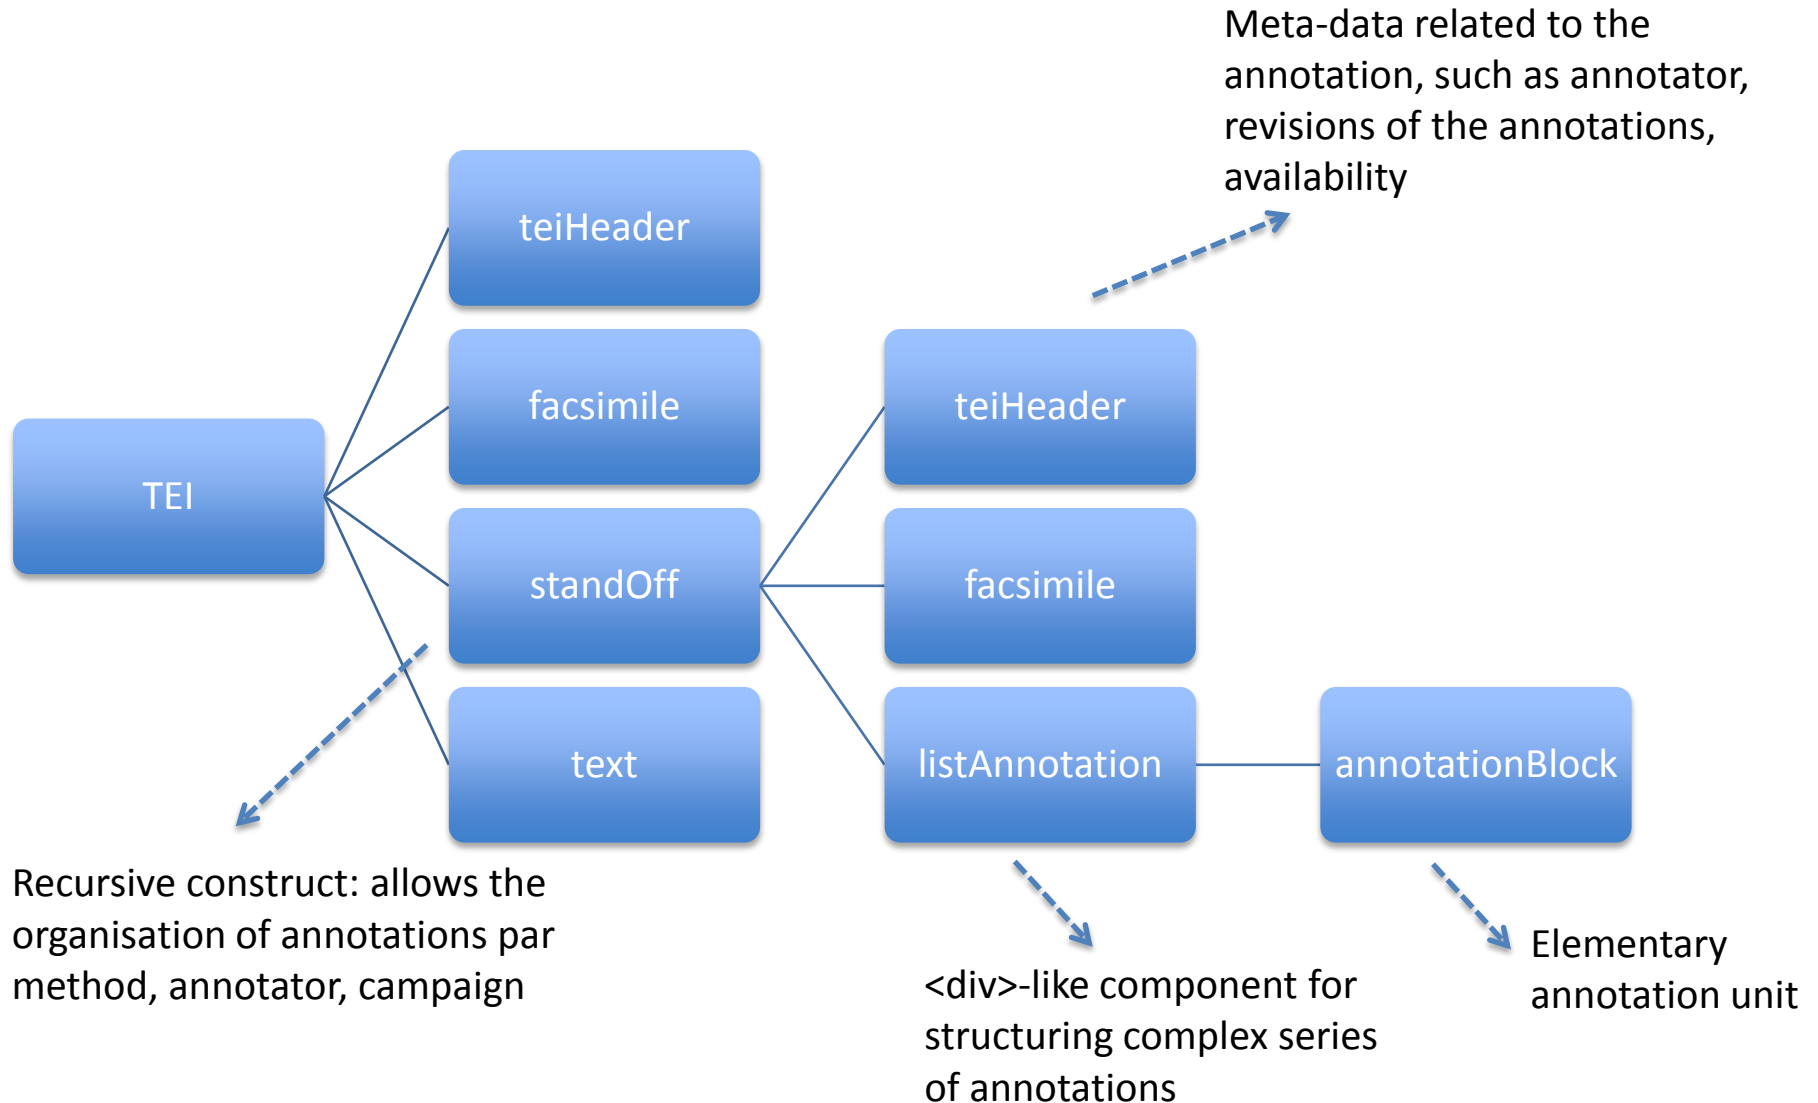 Meta-data related to the
annotation, such as annotator,
revisions of the annotations,
availability
teiHeader
facsimile
teiHeader
TEI
standOff
facsimile
text
listAnnotation
annotationBlock
Recursive construct: allows the
organisation of annotations par
method, annotator, campaign
<div>-like component for
structuring complex series
of annotations
Elementary
annotation unit